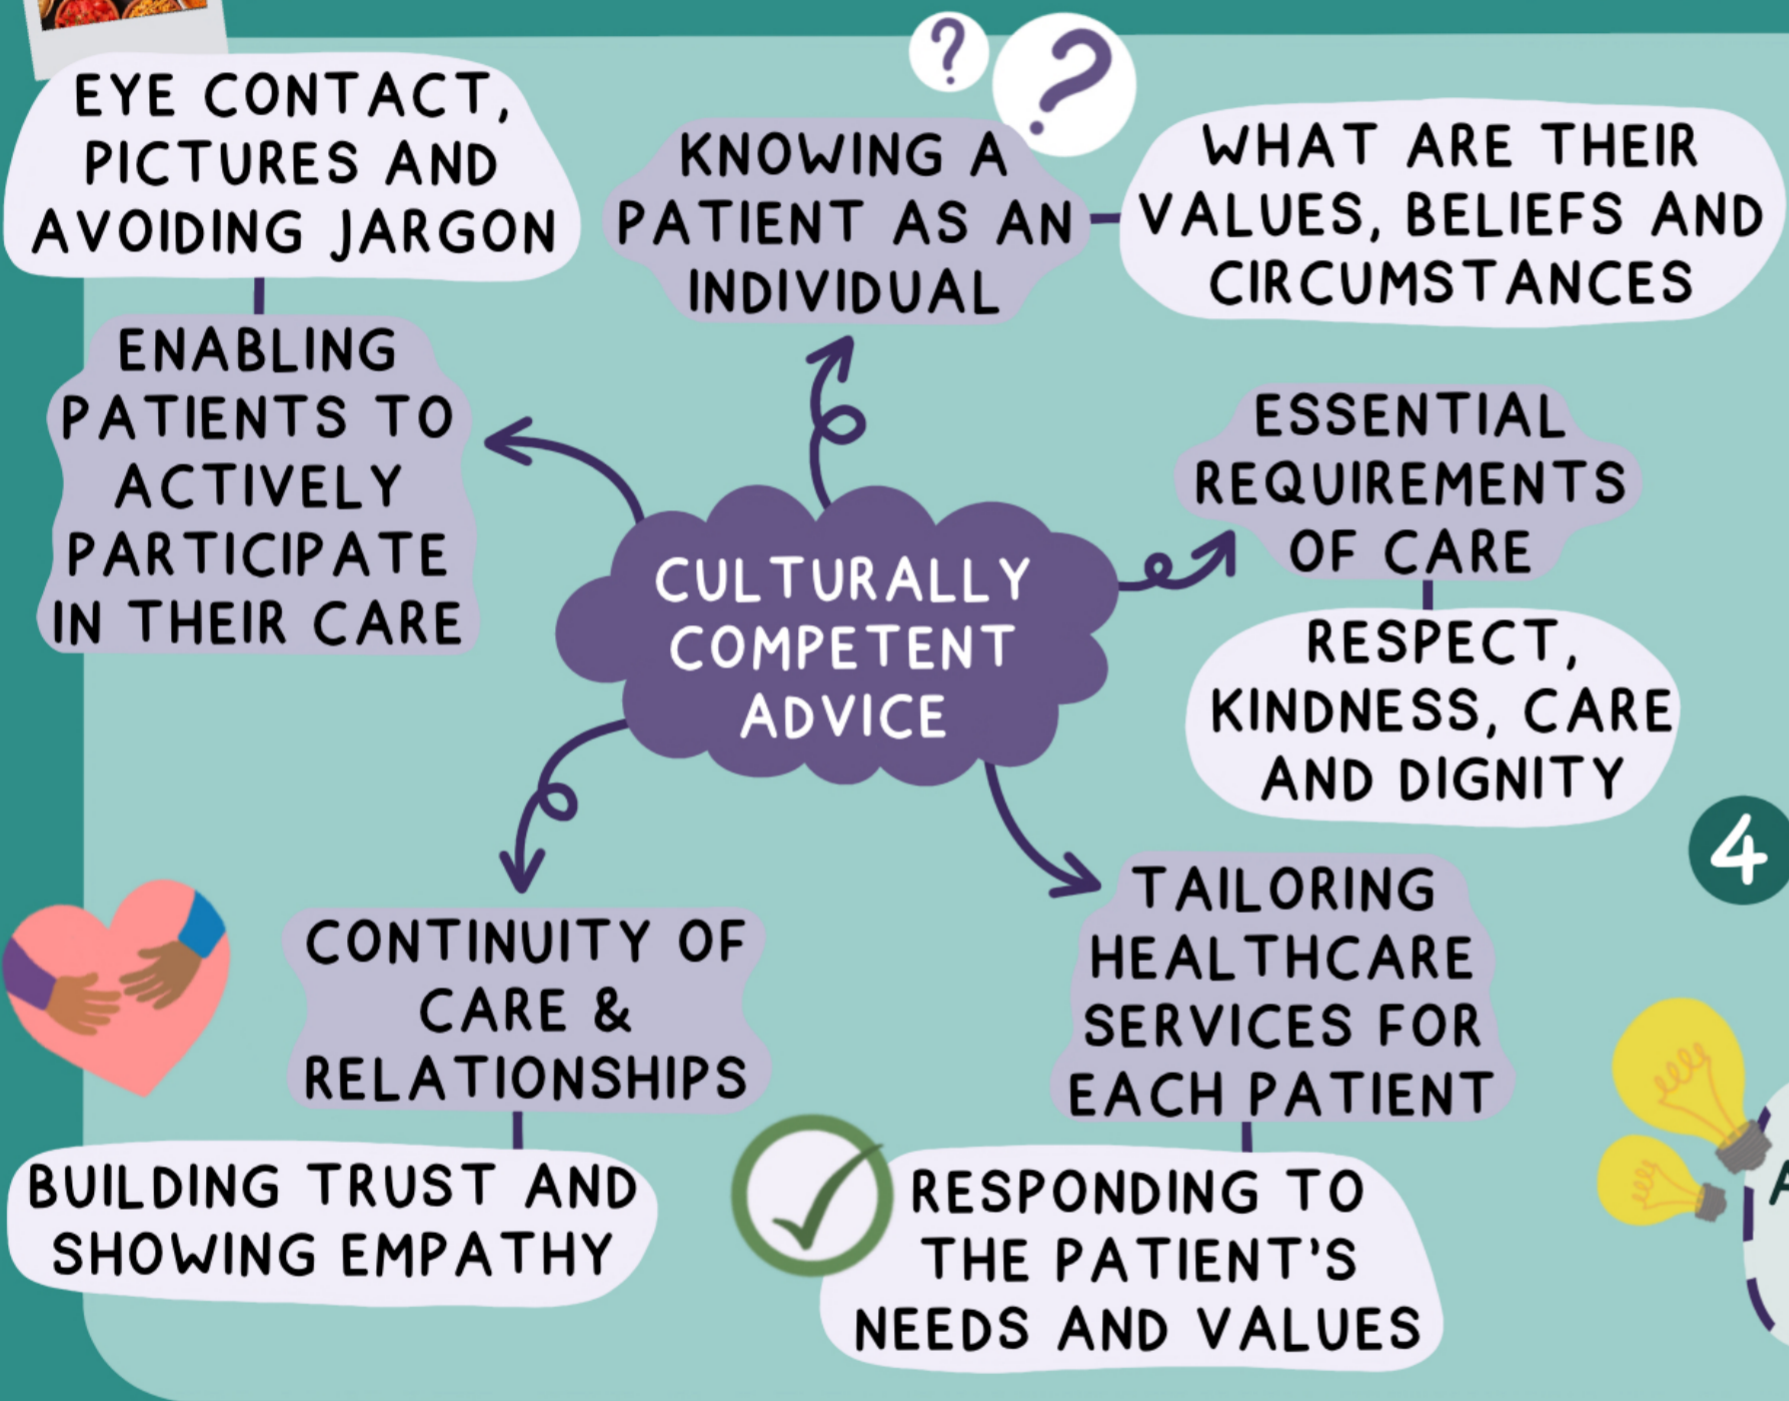 EYE CONTACT,
PICTURES AND
AVOIDING JARGON
ENABLING
PATIENTS TO
ACTIVELY
PARTICIPATE
IN THEIR CARE
?
?
KNOWING A
PATIENT AS AN
INDIVIDUAL
WHAT ARE THEIR
VALUES, BELIEFS AND
CIRCUMSTANCES
ESSENTIAL
REQUIREMENTS
OF CARE
RESPECT,
KINDNESS, CARE
AND DIGNITY
CULTURALLY
COMPETENT
ADVICE
CONTINUITY OF
CARE &
RELATIONSHIPS
BUILDING TRUST AND
SHOWING EMPATHY
TAILORING
HEALTHCARE
SERVICES FOR
EACH PATIENT
RESPONDING TO
THE PATIENT'S
NEEDS AND VALUES
4